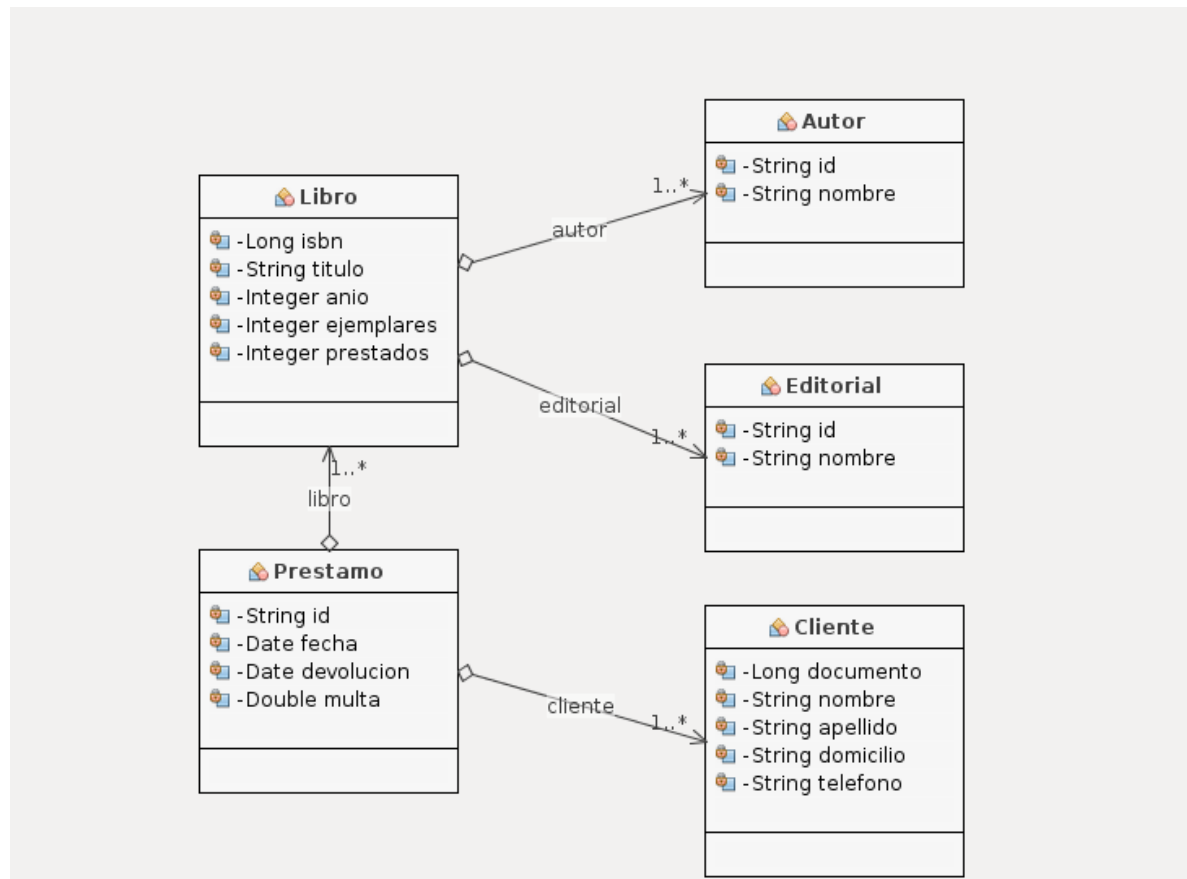 Autor
-String id
-String nombre
Libro
-Long isbn
-String titulo
-Integer anio
-Integer ejemplares
-Integer prestados
1..*
autor
Editorial
-String id
-String nombre
editorial
1..*
1..*
libro
Prestamo
-String id
-Date fecha
-Date devolucion
-Double multa
Cliente
-Long documento
-String nombre
-String apellido
-String domicilio
-String telefono
cliente
1..*